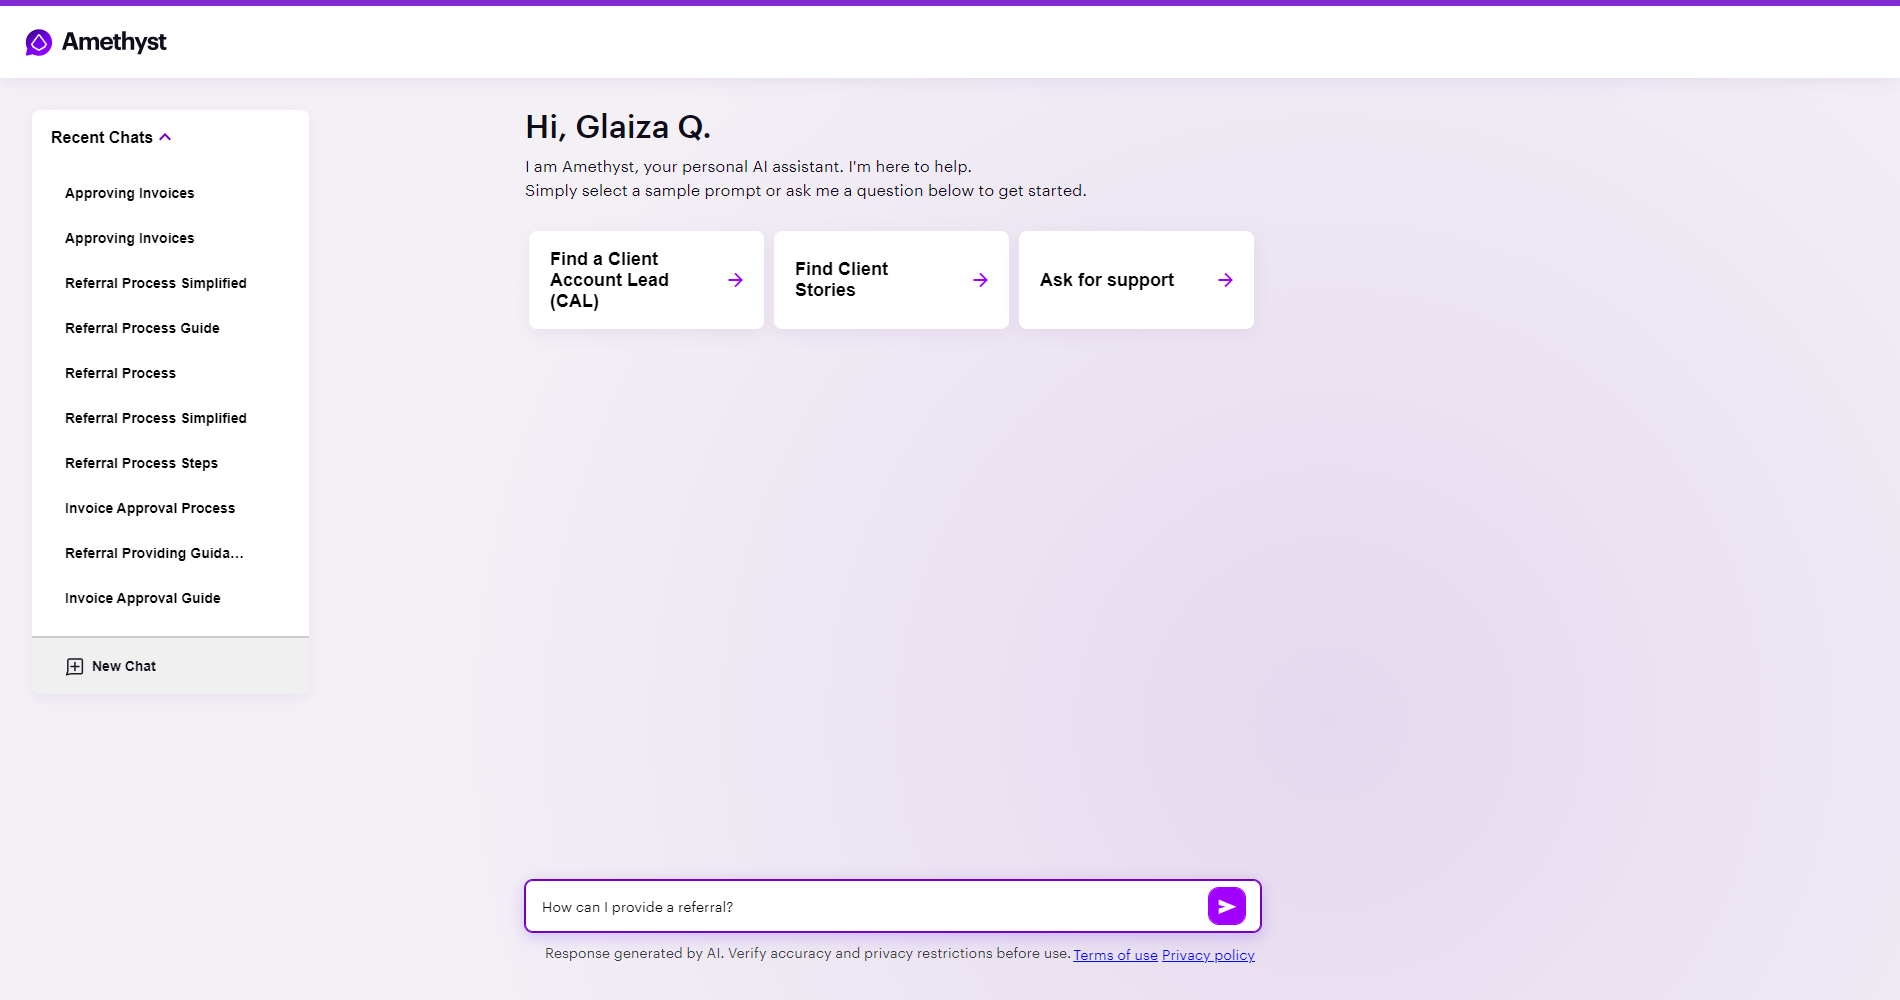 Amethyst
Recent Chats
Approving Invoices
Approving Invoices
Referral Process Simplified
Referral Process Guide
Referral Process
Referral Process Simplified
Referral Process Steps
Invoice Approval Process
Referral Providing Guida...
Invoice Approval Guide
New Chat
Hi, Glaiza Q.
I am Amethyst, your personal AI assistant. I'm here to help.
Simply select a sample prompt or ask me a question below to get started.
Find a Client
Account Lead
(CAL)
Find Client
Stories
Ask for support
How can I provide a referral?
Response generated by AI. Verify accuracy and privacy restrictions before use. Terms of use Privacy policy